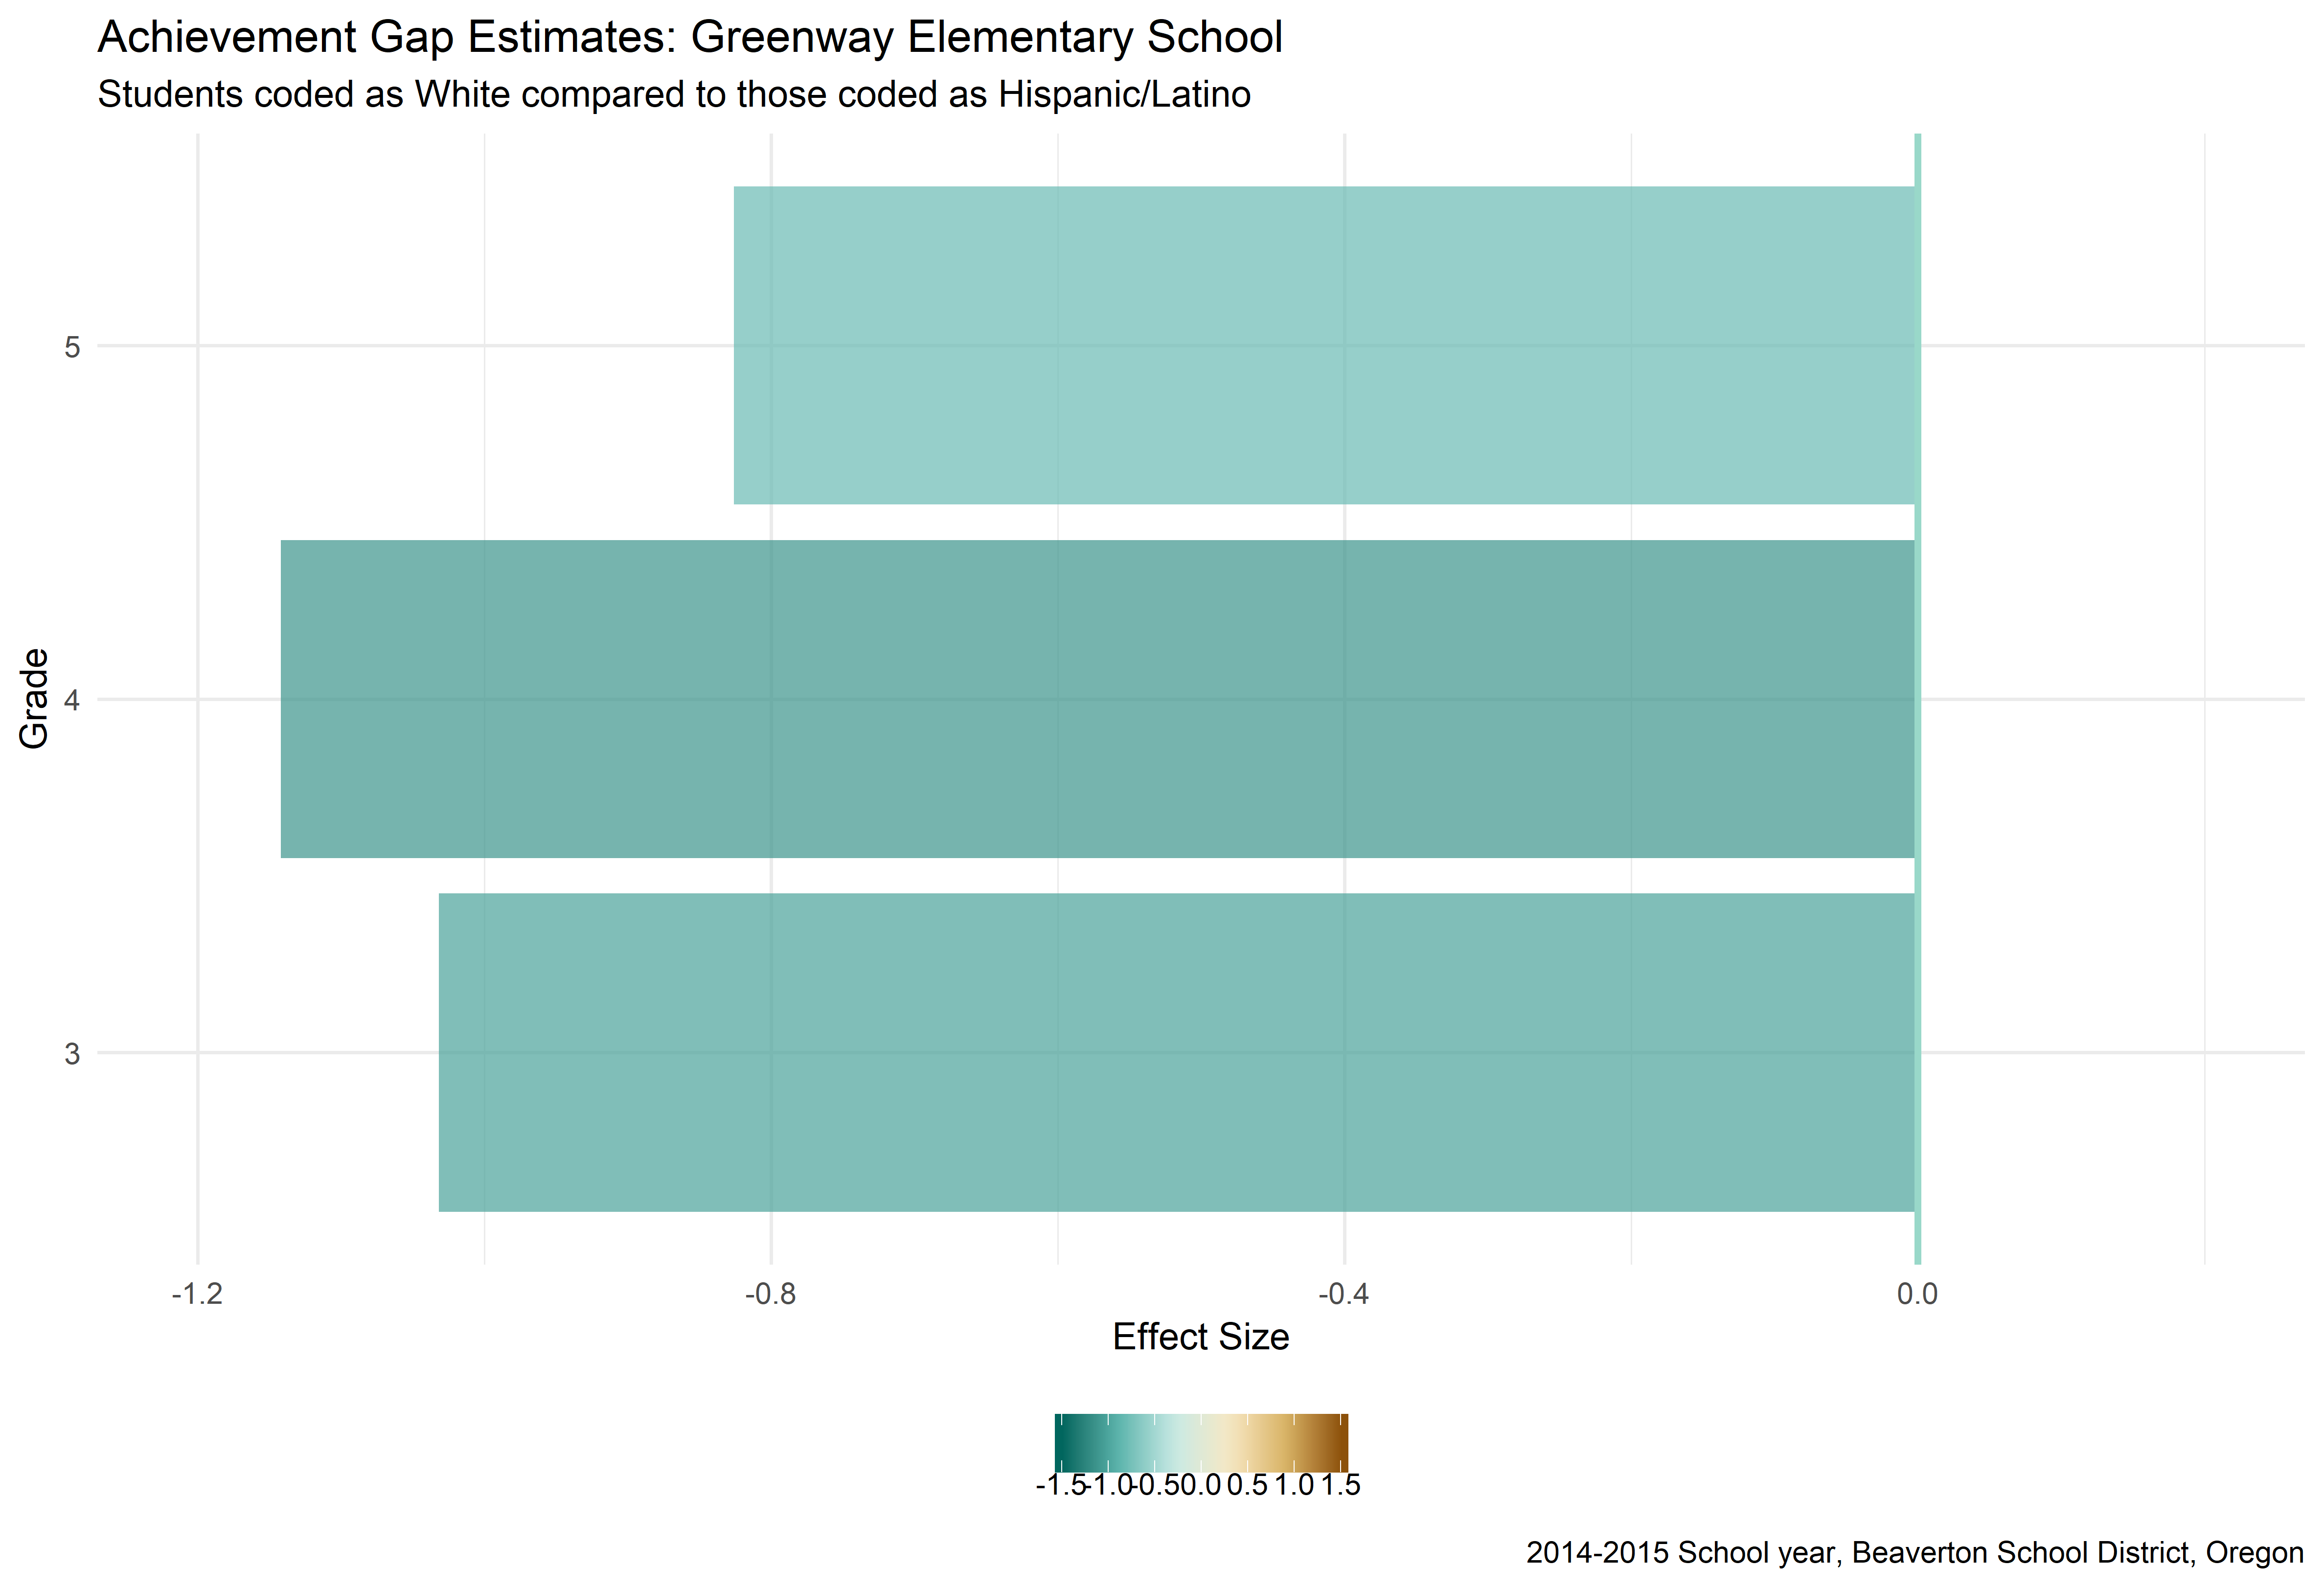 Achievement Gap Estimates: Greenway Elementary School
Students coded as White compared to those coded as Hispanic/Latino
5
4
3
Grade
-1.2 -0.8 -0.4 0.0
Effect Size
-1.5 -1.0 -0.5 0.0 0.5 1.0 1.5
2014-2015 School year, Beaverton School District, Oregon